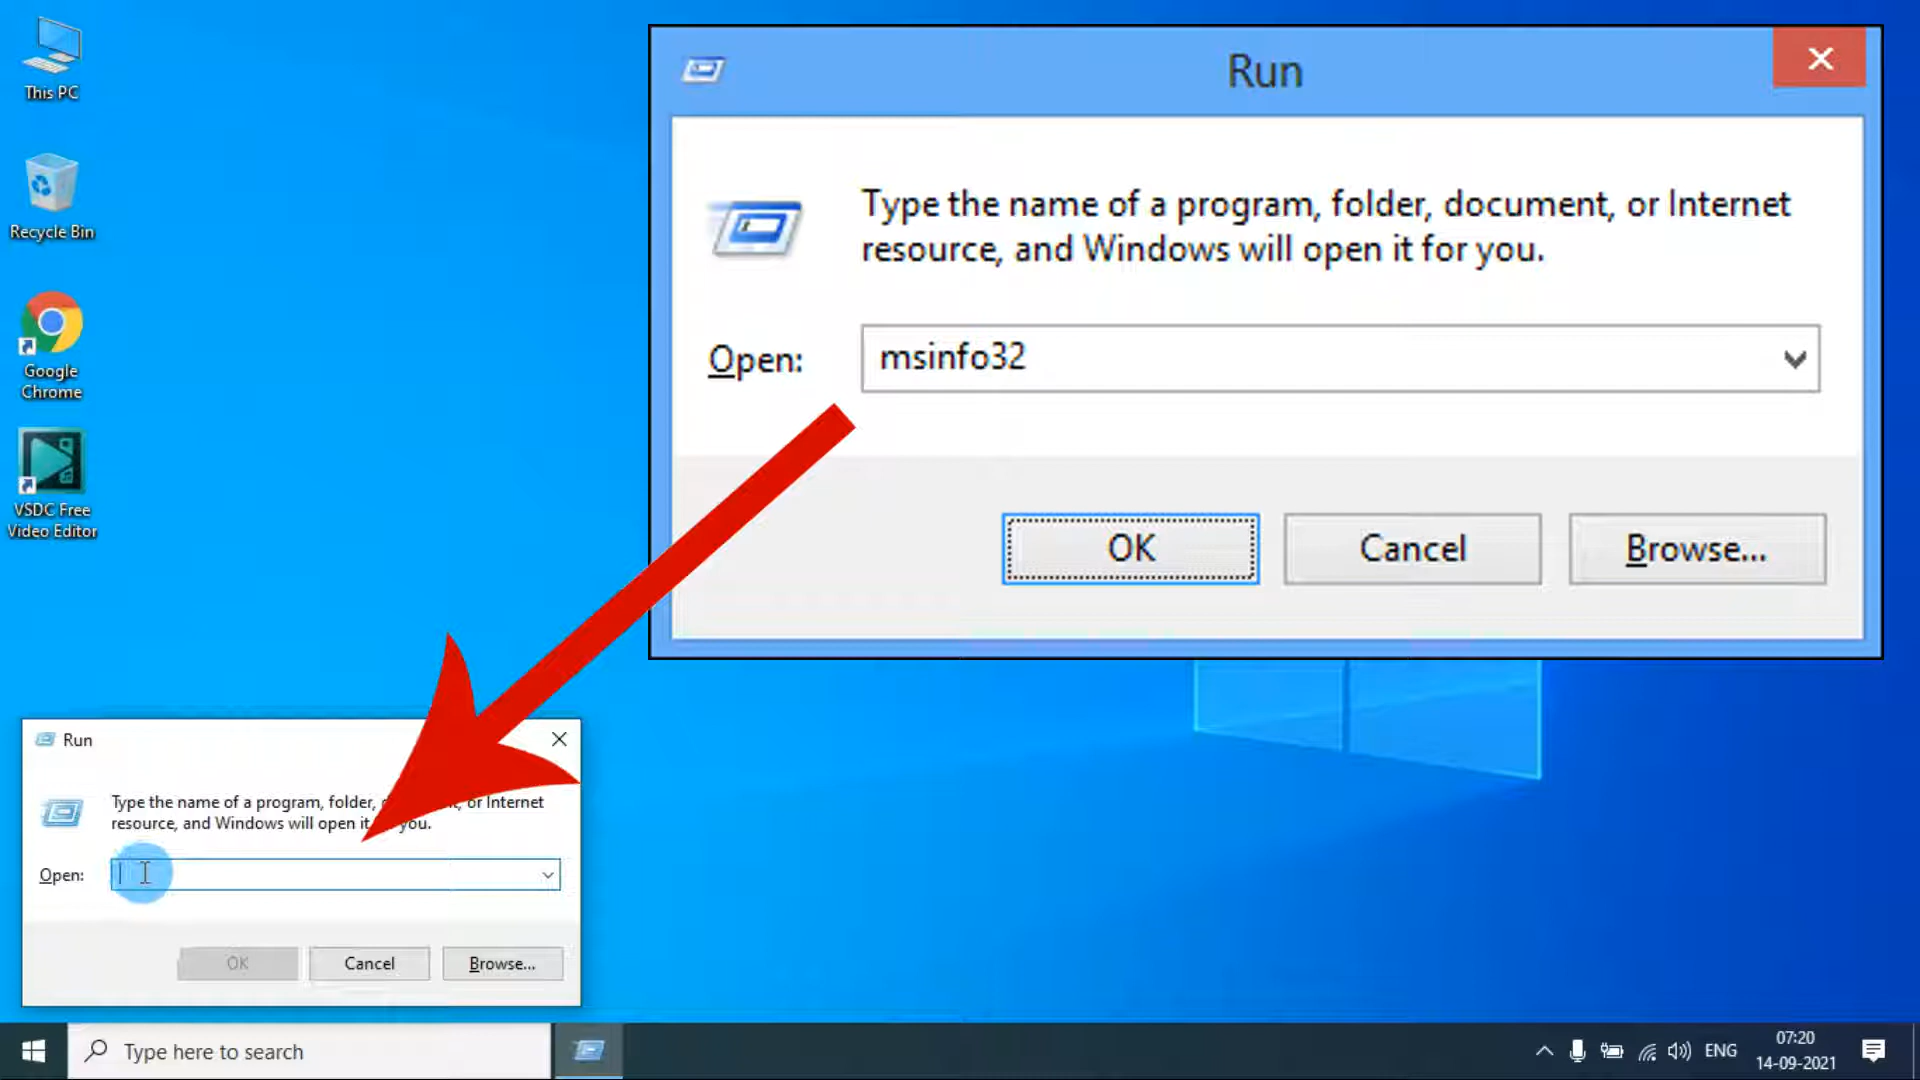 This PC
Recycle Bin
Google
Chrome
VSDC Free
Video Editor
Run
Type the name of a program, folder, document, or Internet
resource, and Windows will open it for you.
Open:
msinfo32
OK
Cancel
Browse...
Run
Type the name of a program, folder, or Internet
resource, and Windows will open it you.
Open:
OK
Cancel
Browse...
Type here to search
ENG
07:20
14-09-2021